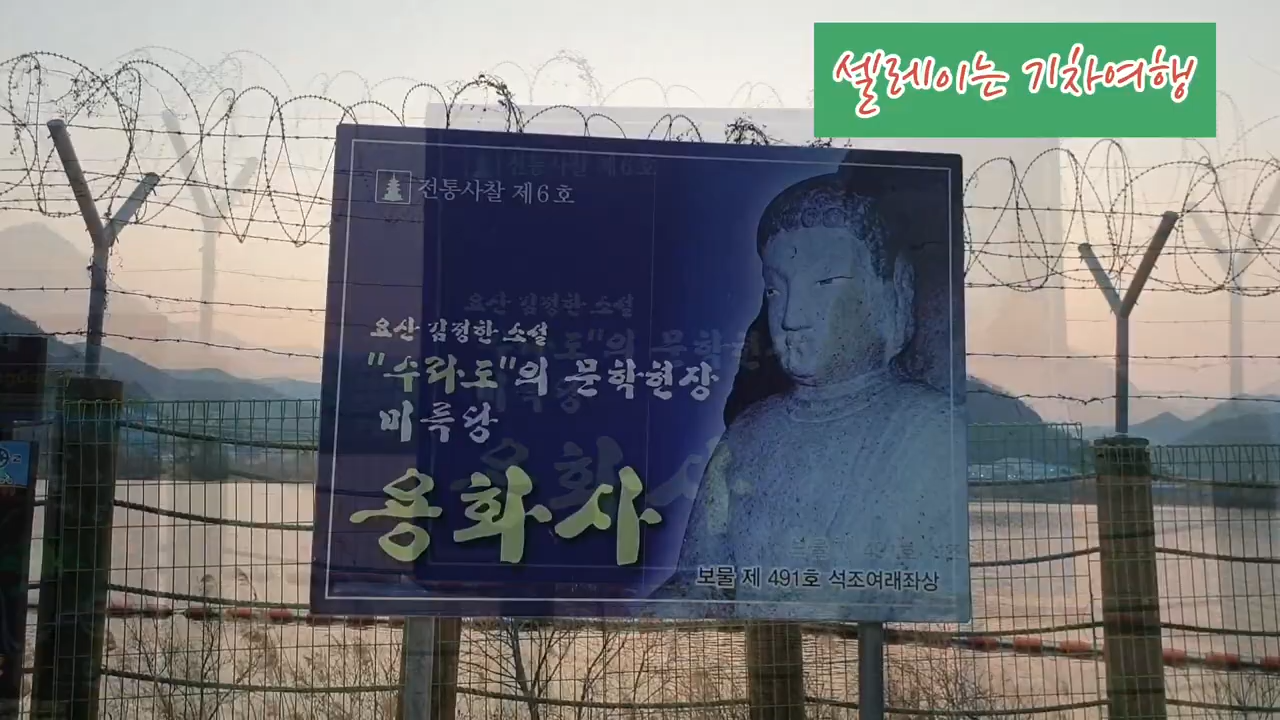 셀레이는 기차여행
전통사찰 제6호
요산 김정한 소설
"수라도"의 문학현장
미륵당
용화사
보물 제 491호 석조여래좌상